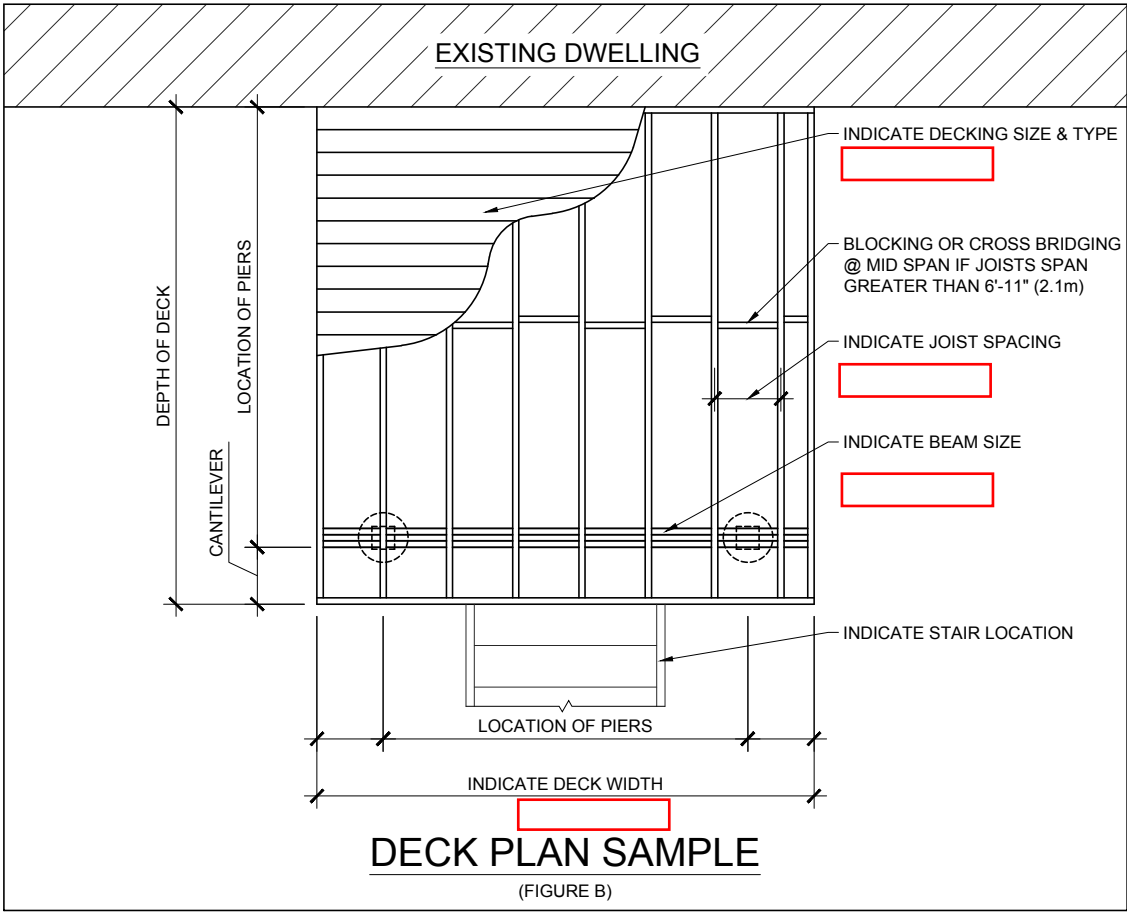 EXISTING DWELLING
INDICATE DECKING SIZE & TYPE
BLOCKING OR CROSS BRIDGING
@ MID SPAN IF JOISTS SPAN
GREATER THAN 6'-11" (2.1m)
INDICATE JOIST SPACING
INDICATE BEAM SIZE
INDICATE STAIR LOCATION
DEPTH OF DECK
LOCATION OF PIERS
CANTILEVER
LOCATION OF PIERS
INDICATE DECK WIDTH
DECK PLAN SAMPLE
(FIGURE B)